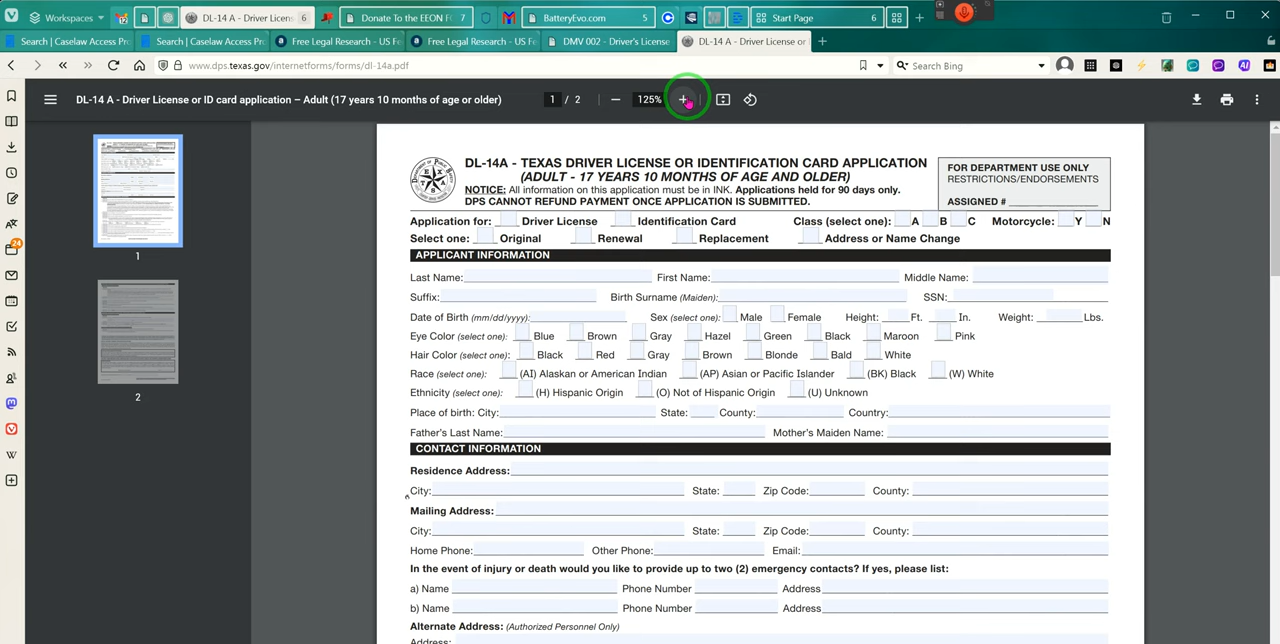 Workspaces
DL-14 A - Driver Licens 6
Donate To the EEON F 7
BatteryEvo.com 5
Start Page 6
Search | Caselaw Access Pro
Search | Caselaw Access Pro
Free Legal Research - US Fe
Free Legal Research - US Fe
DMV 002 - Driver's License
DL-14 A - Driver License or I
www.dps.texas.gov/internetforms/forms/dl-14a.pdf
Search Bing
DL-14 A - Driver License or ID card application – Adult (17 years 10 months of age or older)
1 / 2
125%
1
24
2
DL-14A - TEXAS DRIVER LICENSE OR IDENTIFICATION CARD APPLICATION
(ADULT - 17 YEARS 10 MONTHS OF AGE AND OLDER)
NOTICE: All information on this application must be in INK. Applications held for 90 days only.
DPS CANNOT REFUND PAYMENT ONCE APPLICATION IS SUBMITTED.
FOR DEPARTMENT USE ONLY
RESTRICTIONS/ENDORSEMENTS
ASSIGNED #
Application for: Driver License Identification Card Class (select one): A B C Motorcycle: Y N
Select one: Original Renewal Replacement Address or Name Change
APPLICANT INFORMATION
Last Name: First Name: Middle Name:
Suffix: Birth Surname (Maiden): SSN:
Date of Birth (mm/dd/yyyy): Sex (select one): Male Female Height: Ft. In. Weight: Lbs.
Eye Color (select one): Blue Brown Gray Hazel Green Black Maroon Pink
Hair Color (select one): Black Red Gray Brown Blonde Bald White
Race (select one): (AI) Alaskan or American Indian (AP) Asian or Pacific Islander (BK) Black (W) White
Ethnicity (select one): (H) Hispanic Origin (O) Not of Hispanic Origin (U) Unknown
Place of birth: City: State: County: Country:
Father's Last Name: Mother's Maiden Name:
CONTACT INFORMATION
Residence Address:
City: State: Zip Code: County:
Mailing Address:
City: State: Zip Code: County:
Home Phone: Other Phone: Email:
In the event of injury or death would you like to provide up to two (2) emergency contacts? If yes, please list:
a) Name Phone Number Address
b) Name Phone Number Address
Alternate Address: (Authorized Personnel Only)
Address: